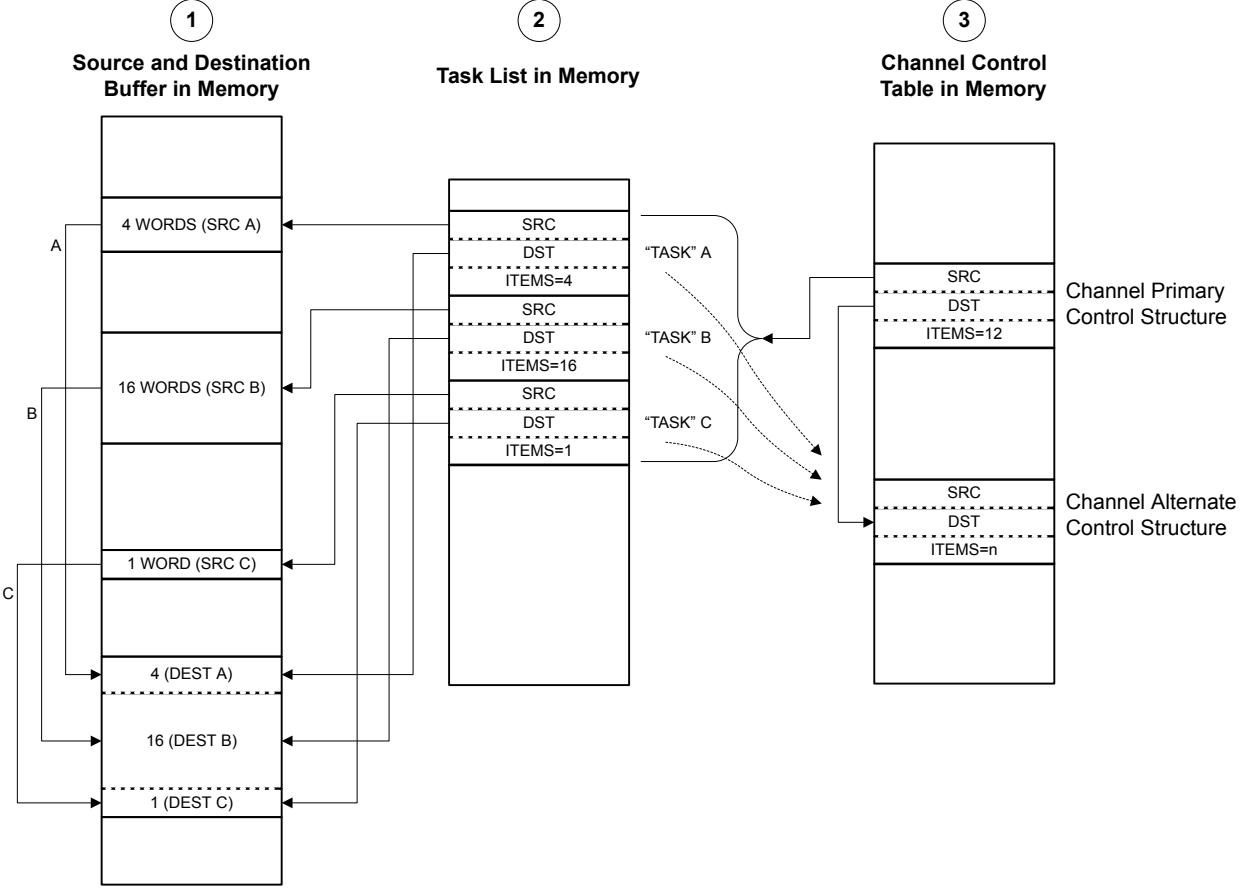 1
Source and Destination
Buffer in Memory
2
Task List in Memory
3
Channel Control
Table in Memory
4 WORDS (SRC A)
16 WORDS (SRC B)
1 WORD (SRC C)
4 (DEST A)
16 (DEST B)
1 (DEST C)
A
B
C
SRC
DST
ITEMS=4
SRC
DST
ITEMS=16
SRC
DST
ITEMS=1
“TASK” A
“TASK” B
“TASK” C
SRC
DST
ITEMS=12
Channel Primary
Control Structure
SRC
DST
ITEMS=n
Channel Alternate
Control Structure